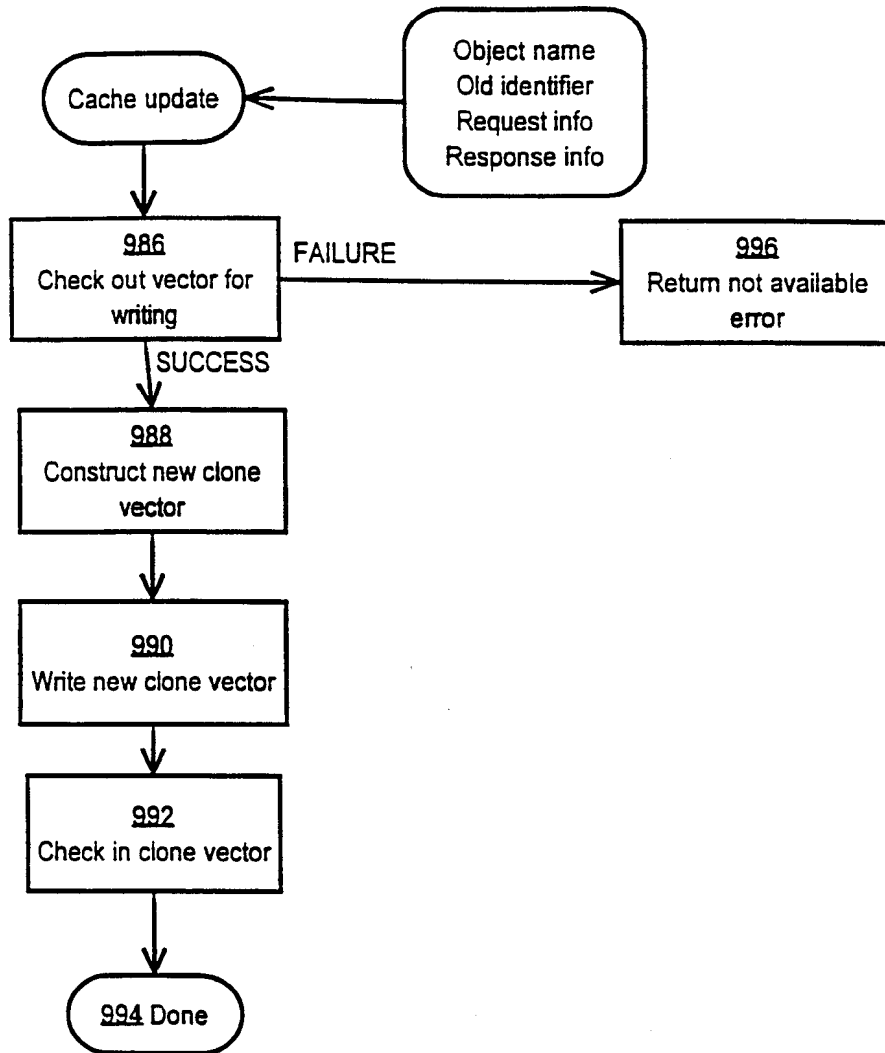 Object name
Old identifier
Request info
Response info
Cache update
986
Check out vector for
writing
FAILURE
996
Return not available
error
SUCCESS
988
Construct new clone
vector
990
Write new clone vector
992
Check in clone vector
994 Done